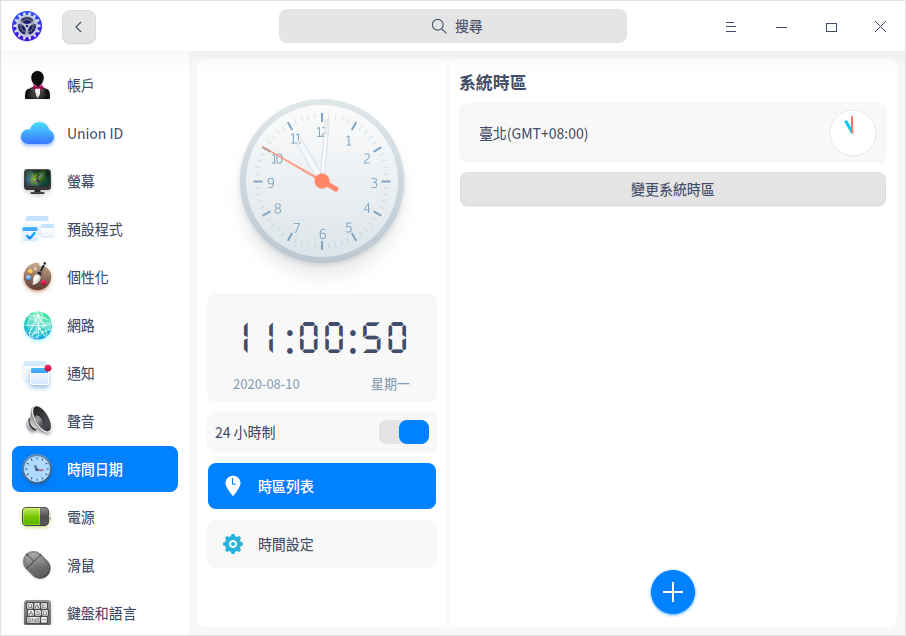 搜尋
帳戶
Union ID
螢幕
預設程式
個性化
網路
通知
聲音
時間日期
電源
滑鼠
鍵盤和語言
12
1
2
3
4
5
6
7
8
9
10
11
11:00:50
2020-08-10 星期一
24 小時制
時區列表
時間設定
系統時區
臺北(GMT+08:00)
變更系統時區